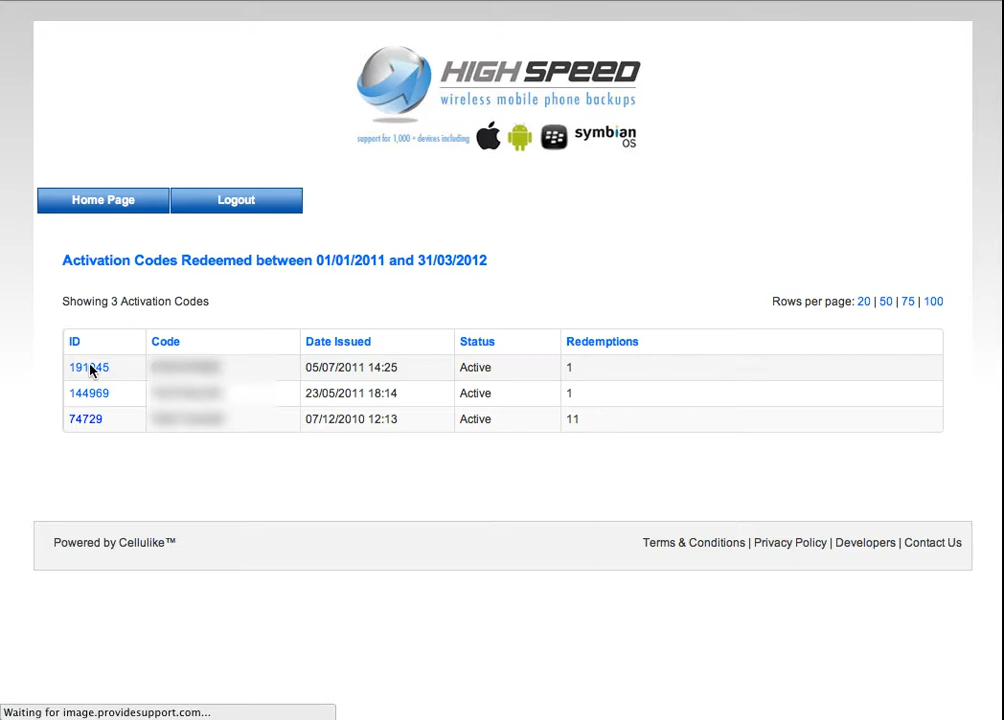 HIGH SPEED
wireless mobile phone backups
support for 1,000 + devices including
symbian
OS
Home Page
Logout
Activation Codes Redeemed between 01/01/2011 and 31/03/2012
Showing 3 Activation Codes
Rows per page: 20 | 50 | 75 | 100
ID Code Date Issued Status Redemptions
05/07/2011 14:25 Active 1
144969 23/05/2011 18:14 Active 1
74729 07/12/2010 12:13 Active 11
Powered by Cellulike™
Terms & Conditions | Privacy Policy | Developers | Contact Us
Waiting for image.providesupport.com...